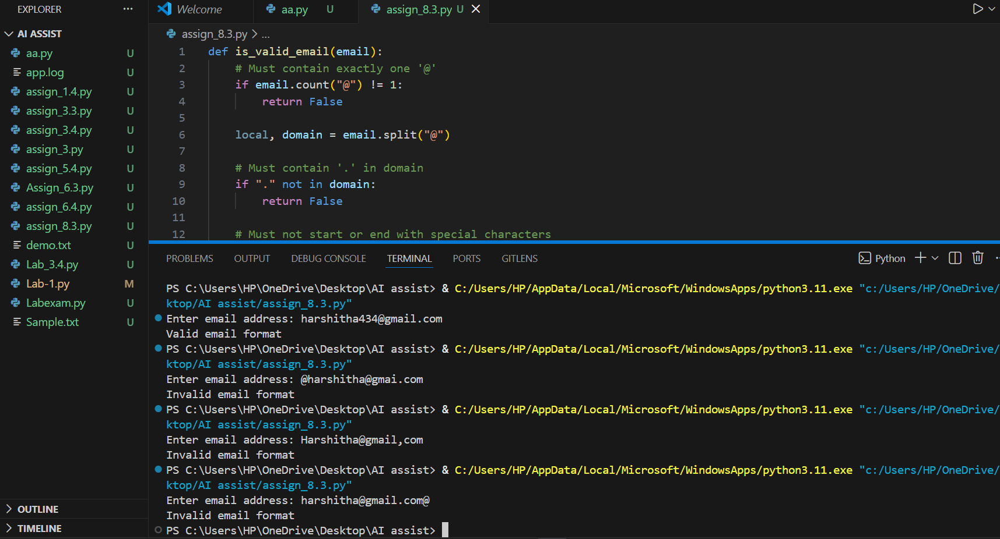 EXPLORER ...
AI ASSIST
aa.py U
app.log U
assign_1.4.py U
assign_3.3.py U
assign_3.4.py U
assign_3.py U
assign_5.4.py U
Assign_6.3.py U
assign_6.4.py U
assign_8.3.py U
demo.txt U
Lab_3.4.py U
Lab-1.py M
Labexam.py U
Sample.txt U
OUTLINE
TIMELINE
Welcome aa.py U assign_8.3.py U
assign_8.3.py > ...
1 def is_valid_email(email):
2 # Must contain exactly one '@'
3 if email.count("@") != 1:
4 return False
5
6 local, domain = email.split("@")
7
8 # Must contain '.' in domain
9 if "." not in domain:
10 return False
11
12 # Must not start or end with special characters
PROBLEMS OUTPUT DEBUG CONSOLE TERMINAL PORTS GITLENS Python
PS C:\Users\HP\OneDrive\Desktop\AI assist> & C:/Users/HP/AppData/Local/Microsoft/WindowsApps/python3.11.exe "c:/Users/HP/OneDrive/
ktop/AI assist/assign_8.3.py"
Enter email address: harshitha434@gmail.com
Valid email format
PS C:\Users\HP\OneDrive\Desktop\AI assist> & C:/Users/HP/AppData/Local/Microsoft/WindowsApps/python3.11.exe "c:/Users/HP/OneDrive/
ktop/AI assist/assign_8.3.py"
Enter email address: @harshitha@gmai.com
Invalid email format
PS C:\Users\HP\OneDrive\Desktop\AI assist> & C:/Users/HP/AppData/Local/Microsoft/WindowsApps/python3.11.exe "c:/Users/HP/OneDrive/
ktop/AI assist/assign_8.3.py"
Enter email address: Harshitha@gmail,com
Invalid email format
PS C:\Users\HP\OneDrive\Desktop\AI assist> & C:/Users/HP/AppData/Local/Microsoft/WindowsApps/python3.11.exe "c:/Users/HP/OneDrive/
ktop/AI assist/assign_8.3.py"
Enter email address: harshitha@gmail.com@
Invalid email format
PS C:\Users\HP\OneDrive\Desktop\AI assist>